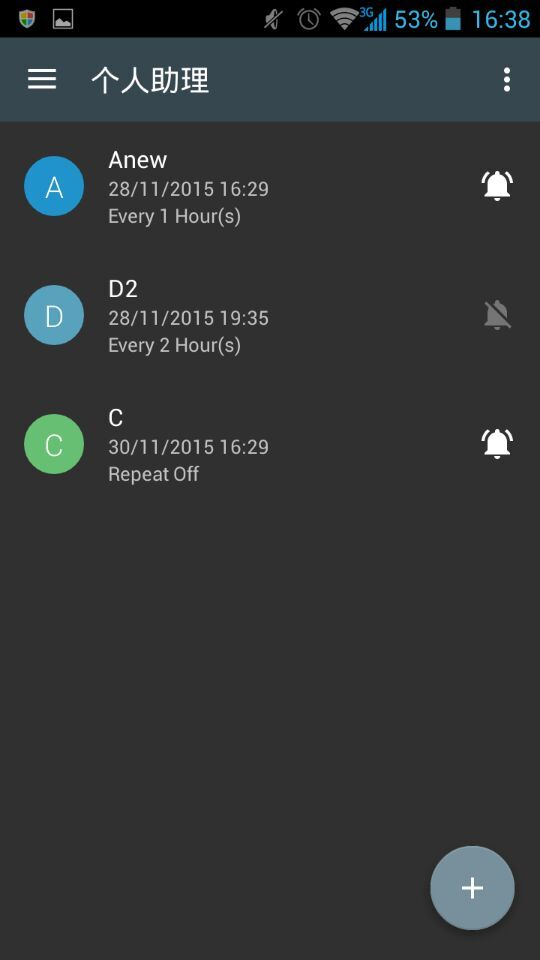 3G 53% 16:38
个人助理
A
Anew
28/11/2015 16:29
Every 1 Hour(s)
D
D2
28/11/2015 19:35
Every 2 Hour(s)
C
C
30/11/2015 16:29
Repeat Off
+